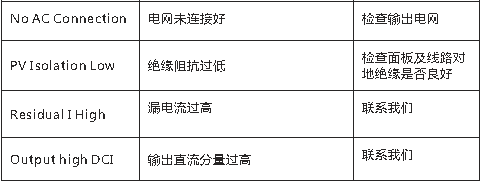 No AC Connection 电网未连接好 检查输出电网
PV Isolation Low 绝缘阻抗过低 检查面板及线路对
地绝缘是否良好
Residual I High 漏电流过高 联系我们
Output high DCI 输出直流分量过高 联系我们